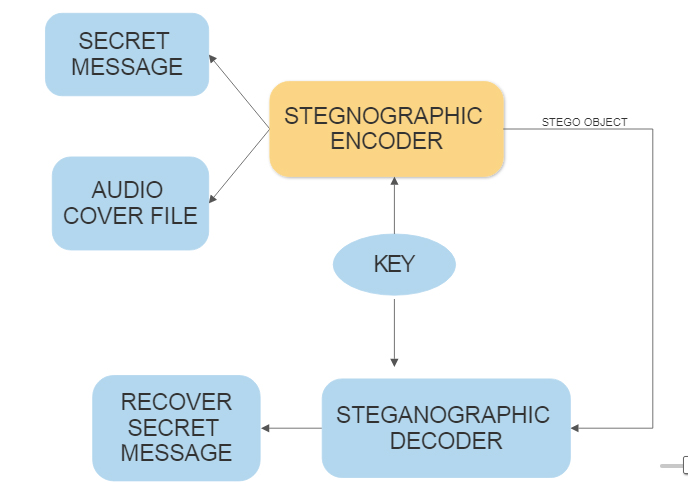 SECRET
MESSAGE
STEGNOGRAPHIC
ENCODER
STEGO OBJECT
AUDIO
COVER FILE
KEY
RECOVER
SECRET
MESSAGE
STEGANOGRAPHIC
DECODER